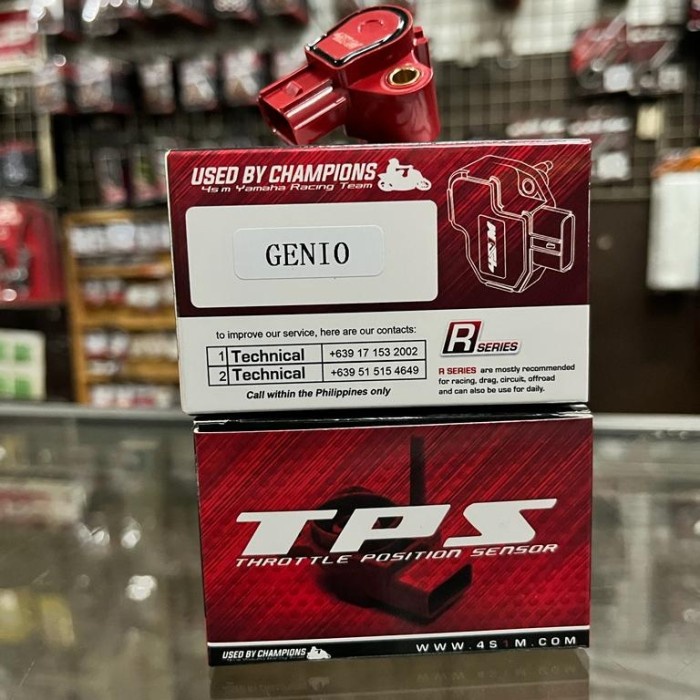 USED BY CHAMPIONS
4s1m Yamaha Racing Team
GENIO
4S1M
to improve our service, here are our contacts:
1 Technical +639 17 153 2002
2 Technical +639 51 515 4649
Call within the Philippines only
R SERIES
R SERIES are mostly recommended
for racing, drag, circuit, offroad
and can also be use for daily.
TPS
THROTTLE POSITION SENSOR
USED BY CHAMPIONS
WWW.4S1M.COM